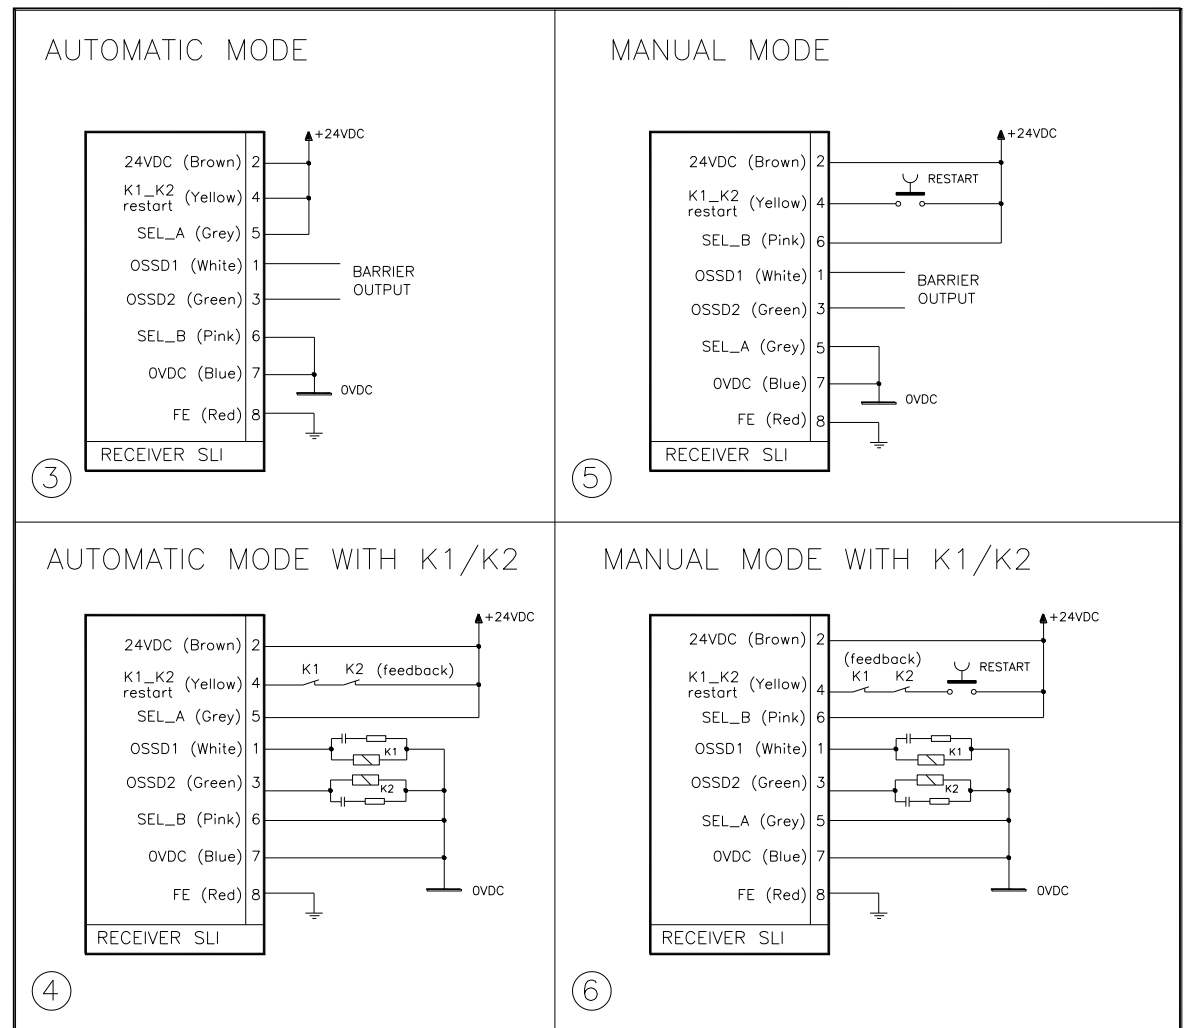 AUTOMATIC MODE
+24VDC
24VDC (Brown) 2
K1_K2
restart (Yellow) 4
SEL_A (Grey) 5
OSSD1 (White) 1
OSSD2 (Green) 3
BARRIER
OUTPUT
SEL_B (Pink) 6
0VDC (Blue) 7
0VDC
FE (Red) 8
RECEIVER SLI
3
MANUAL MODE
+24VDC
24VDC (Brown) 2
RESTART
K1_K2
restart (Yellow) 4
SEL_B (Pink) 6
OSSD1 (White) 1
OSSD2 (Green) 3
BARRIER
OUTPUT
SEL_A (Grey) 5
0VDC (Blue) 7
0VDC
FE (Red) 8
RECEIVER SLI
5
AUTOMATIC MODE WITH K1/K2
+24VDC
24VDC (Brown) 2
K1 K2 (feedback)
K1_K2
restart (Yellow) 4
SEL_A (Grey) 5
OSSD1 (White) 1
K1
OSSD2 (Green) 3
K2
SEL_B (Pink) 6
0VDC (Blue) 7
0VDC
FE (Red) 8
RECEIVER SLI
4
MANUAL MODE WITH K1/K2
+24VDC
24VDC (Brown) 2
(feedback)
K1 K2
RESTART
K1_K2
restart (Yellow) 4
SEL_B (Pink) 6
OSSD1 (White) 1
K1
OSSD2 (Green) 3
K2
SEL_A (Grey) 5
0VDC (Blue) 7
0VDC
FE (Red) 8
RECEIVER SLI
6